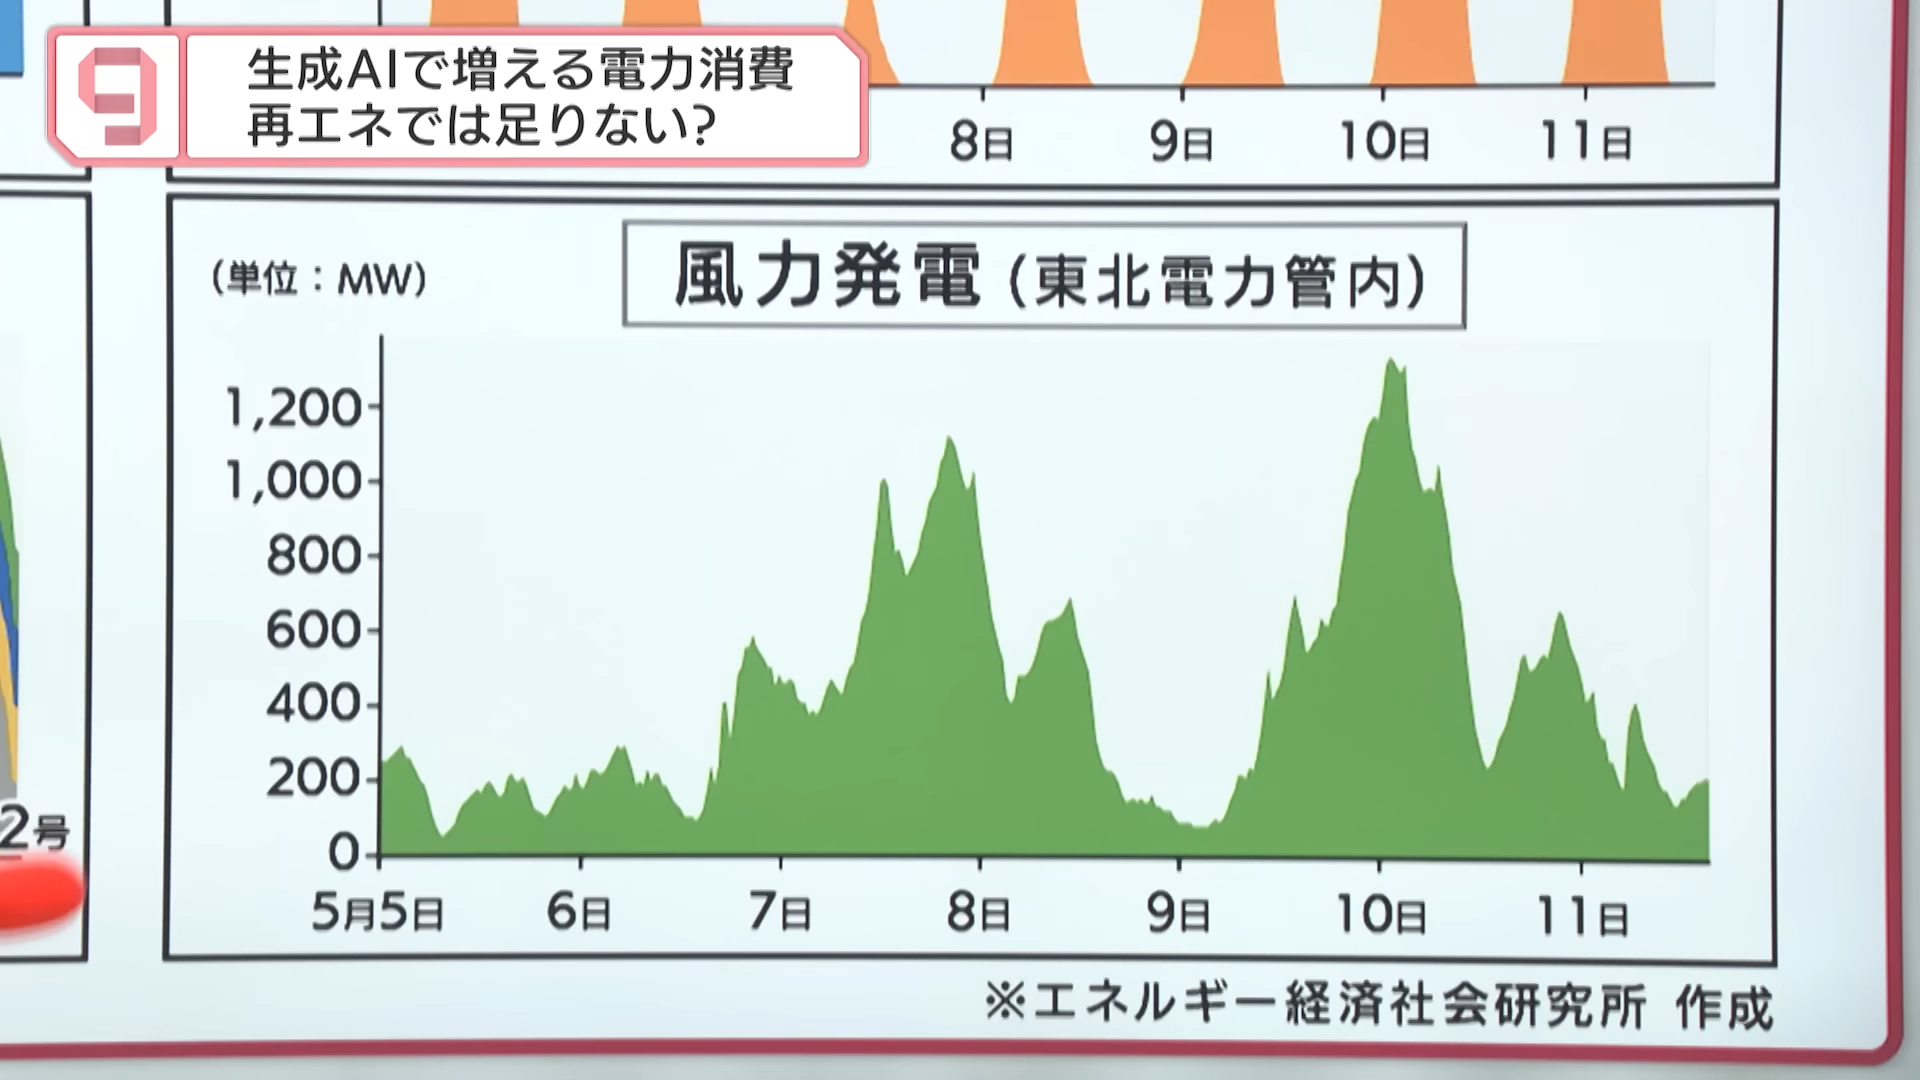 9
生成AIで増える電力消費
再エネでは足りない?
8日 9日 10日 11日
風力発電(東北電力管内)
(単位:MW)
1,200
1,000
800
600
400
200
0
5月5日 6日 7日 8日 9日 10日 11日
2号
※エネルギー経済社会研究所 作成